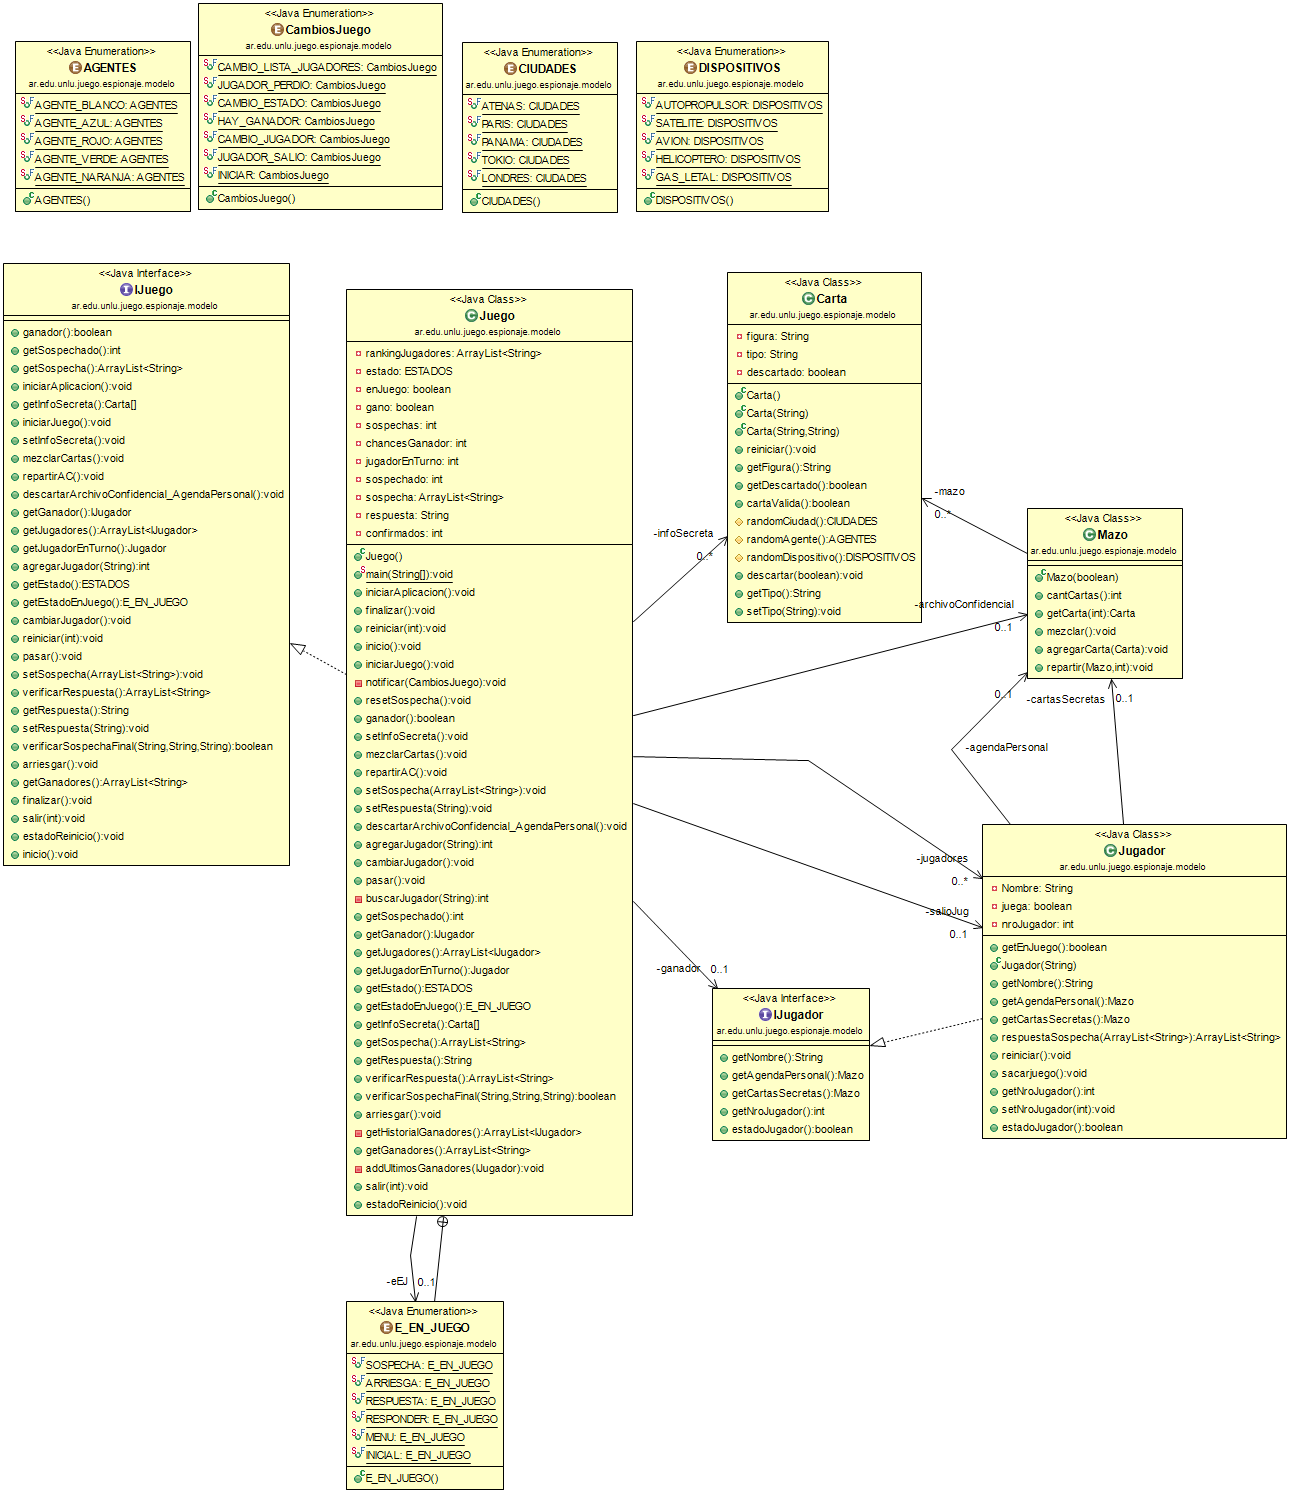 <<Java Enumeration>>
AGENTES
ar.edu.unlu.juego.espionaje.modelo
AGENTE_BLANCO: AGENTES
AGENTE_AZUL: AGENTES
AGENTE_ROJO: AGENTES
AGENTE_VERDE: AGENTES
AGENTE_NARANJA: AGENTES
AGENTES()
<<Java Enumeration>>
CambiosJuego
ar.edu.unlu.juego.espionaje.modelo
CAMBIO_LISTA_JUGADORES: CambiosJuego
JUGADOR_PERDIO: CambiosJuego
CAMBIO_ESTADO: CambiosJuego
HAY_GANADOR: CambiosJuego
CAMBIO_JUGADOR: CambiosJuego
JUGADOR_SALIO: CambiosJuego
INICIAR: CambiosJuego
CambiosJuego()
<<Java Enumeration>>
CIUDADES
ar.edu.unlu.juego.espionaje.modelo
ATENAS: CIUDADES
PARIS: CIUDADES
PANAMA: CIUDADES
TOKIO: CIUDADES
LONDRES: CIUDADES
CIUDADES()
<<Java Enumeration>>
DISPOSITIVOS
ar.edu.unlu.juego.espionaje.modelo
AUTOPROPULSOR: DISPOSITIVOS
SATELITE: DISPOSITIVOS
AVION: DISPOSITIVOS
HELICOPTERO: DISPOSITIVOS
GAS_LETAL: DISPOSITIVOS
DISPOSITIVOS()
<<Java Interface>>
IJuego
ar.edu.unlu.juego.espionaje.modelo
ganador():boolean
getSospechado():int
getSospecha():ArrayList<String>
iniciarAplicacion():void
getInfoSecreta():Carta[]
iniciarJuego():void
setInfoSecreta():void
mezclarCartas():void
repartirAC():void
descartarArchivoConfidencial_AgendaPersonal():void
getGanador():IJugador
getJugadores():ArrayList<IJugador>
getJugadorEnTurno():Jugador
agregarJugador(String):int
getEstado():ESTADOS
getEstadoEnJuego():E_EN_JUEGO
cambiarJugador():void
reiniciar(int):void
pasar():void
setSospecha(ArrayList<String>):void
verificarRespuesta():ArrayList<String>
getRespuesta():String
setRespuesta(String):void
verificarSospechaFinal(String,String,String):boolean
arriesgar():void
getGanadores():ArrayList<String>
finalizar():void
salir(int):void
estadoReinicio():void
inicio():void
<<Java Class>>
Juego
ar.edu.unlu.juego.espionaje.modelo
rankingJugadores: ArrayList<String>
estado: ESTADOS
enJuego: boolean
gano: boolean
sospechas: int
chancesGanador: int
jugadorEnTurno: int
sospechado: int
sospecha: ArrayList<String>
respuesta: String
confirmados: int
Juego()
main(String[]):void
iniciarAplicacion():void
finalizar():void
reiniciar(int):void
inicio():void
iniciarJuego():void
notificar(CambiosJuego):void
resetSospecha():void
ganador():boolean
setInfoSecreta():void
mezclarCartas():void
repartirAC():void
setSospecha(ArrayList<String>):void
setRespuesta(String):void
descartarArchivoConfidencial_AgendaPersonal():void
agregarJugador(String):int
cambiarJugador():void
pasar():void
buscarJugador(String):int
getSospechado():int
getGanador():IJugador
getJugadores():ArrayList<IJugador>
getJugadorEnTurno():Jugador
getEstado():ESTADOS
getEstadoEnJuego():E_EN_JUEGO
getInfoSecreta():Carta[]
getSospecha():ArrayList<String>
getRespuesta():String
verificarRespuesta():ArrayList<String>
verificarSospechaFinal(String,String,String):boolean
arriesgar():void
getHistorialGanadores():ArrayList<IJugador>
getGanadores():ArrayList<String>
addUltimosGanadores(IJugador):void
salir(int):void
estadoReinicio():void
-infoSecreta
0..*
<<Java Class>>
Carta
ar.edu.unlu.juego.espionaje.modelo
figura: String
tipo: String
descartado: boolean
Carta()
Carta(String)
Carta(String,String)
reiniciar():void
getFigura():String
getDescartado():boolean
cartaValida():boolean
randomCiudad():CIUDADES
randomAgente():AGENTES
randomDispositivo():DISPOSITIVOS
descartar(boolean):void
getTipo():String
setTipo(String):void
-mazo
0..*
-archivoConfidencial
0..1
<<Java Class>>
Mazo
ar.edu.unlu.juego.espionaje.modelo
Mazo(boolean)
cantCartas():int
getCarta(int):Carta
mezclar():void
agregarCarta(Carta):void
repartir(Mazo,int):void
0..1
-cartasSecretas
0..1
-agendaPersonal
-jugadores
0..*
-salioJug
0..1
<<Java Class>>
Jugador
ar.edu.unlu.juego.espionaje.modelo
Nombre: String
juega: boolean
nroJugador: int
getEnJuego():boolean
Jugador(String)
getNombre():String
getAgendaPersonal():Mazo
getCartasSecretas():Mazo
respuestaSospecha(ArrayList<String>):ArrayList<String>
reiniciar():void
sacarjuego():void
getNroJugador():int
setNroJugador(int):void
estadoJugador():boolean
-ganador
0..1
<<Java Interface>>
IJugador
ar.edu.unlu.juego.espionaje.modelo
getNombre():String
getAgendaPersonal():Mazo
getCartasSecretas():Mazo
getNroJugador():int
estadoJugador():boolean
-eEJ
0..1
<<Java Enumeration>>
E_EN_JUEGO
ar.edu.unlu.juego.espionaje.modelo
SOSPECHA: E_EN_JUEGO
ARRIESGA: E_EN_JUEGO
RESPUESTA: E_EN_JUEGO
RESPONDER: E_EN_JUEGO
MENU: E_EN_JUEGO
INICIAL: E_EN_JUEGO
E_EN_JUEGO()